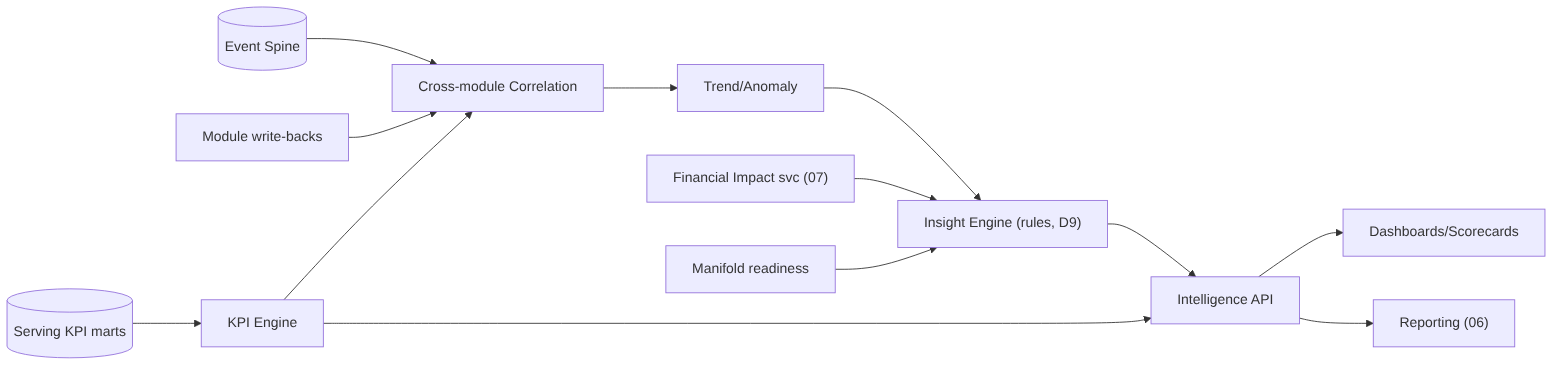 Event Spine
Cross-module Correlation
Trend/Anomaly
Module write-backs
Financial Impact svc (07)
Insight Engine (rules, D9)
Dashboards/Scorecards
Manifold readiness
Intelligence API
Serving KPI marts
KPI Engine
Reporting (06)